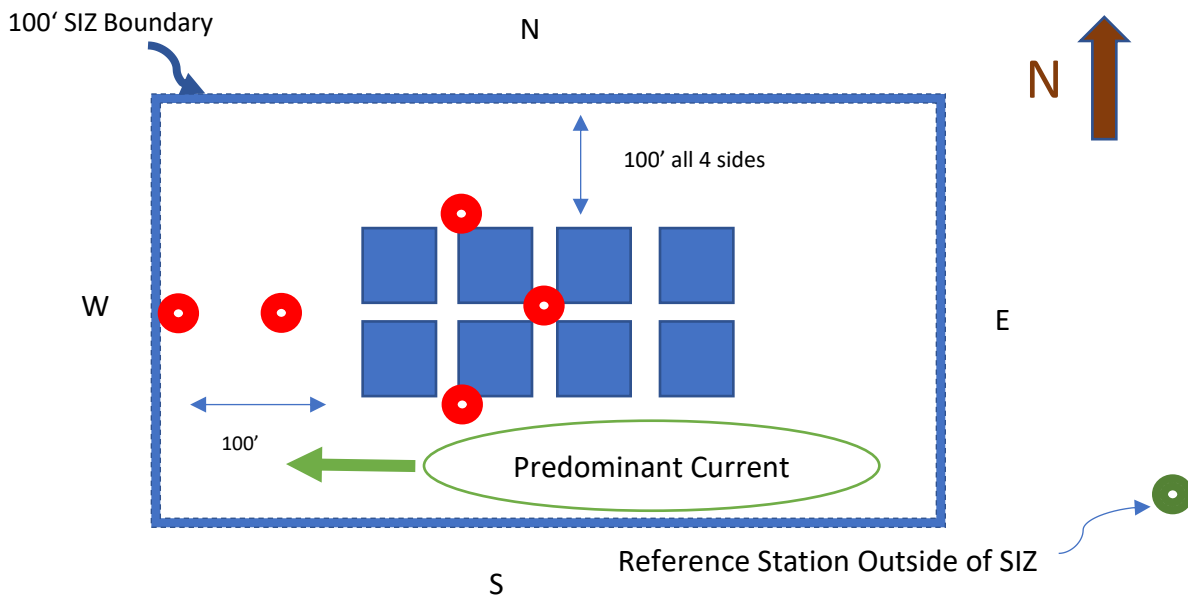 100‘ SIZ Boundary
N
N
100’ all 4 sides
W
E
100’
Predominant Current
Reference Station Outside of SIZ
S